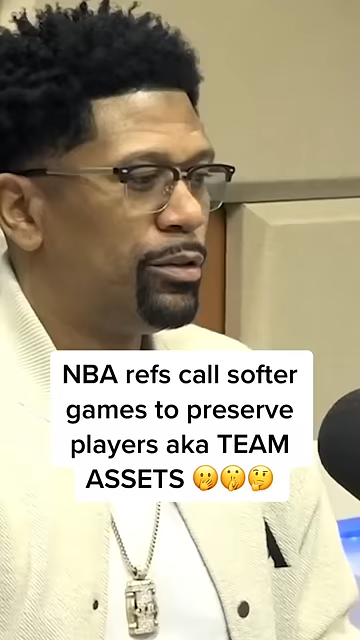 NBA refs call softer
games to preserve
players aka TEAM
ASSETS 🫢🤫🤔